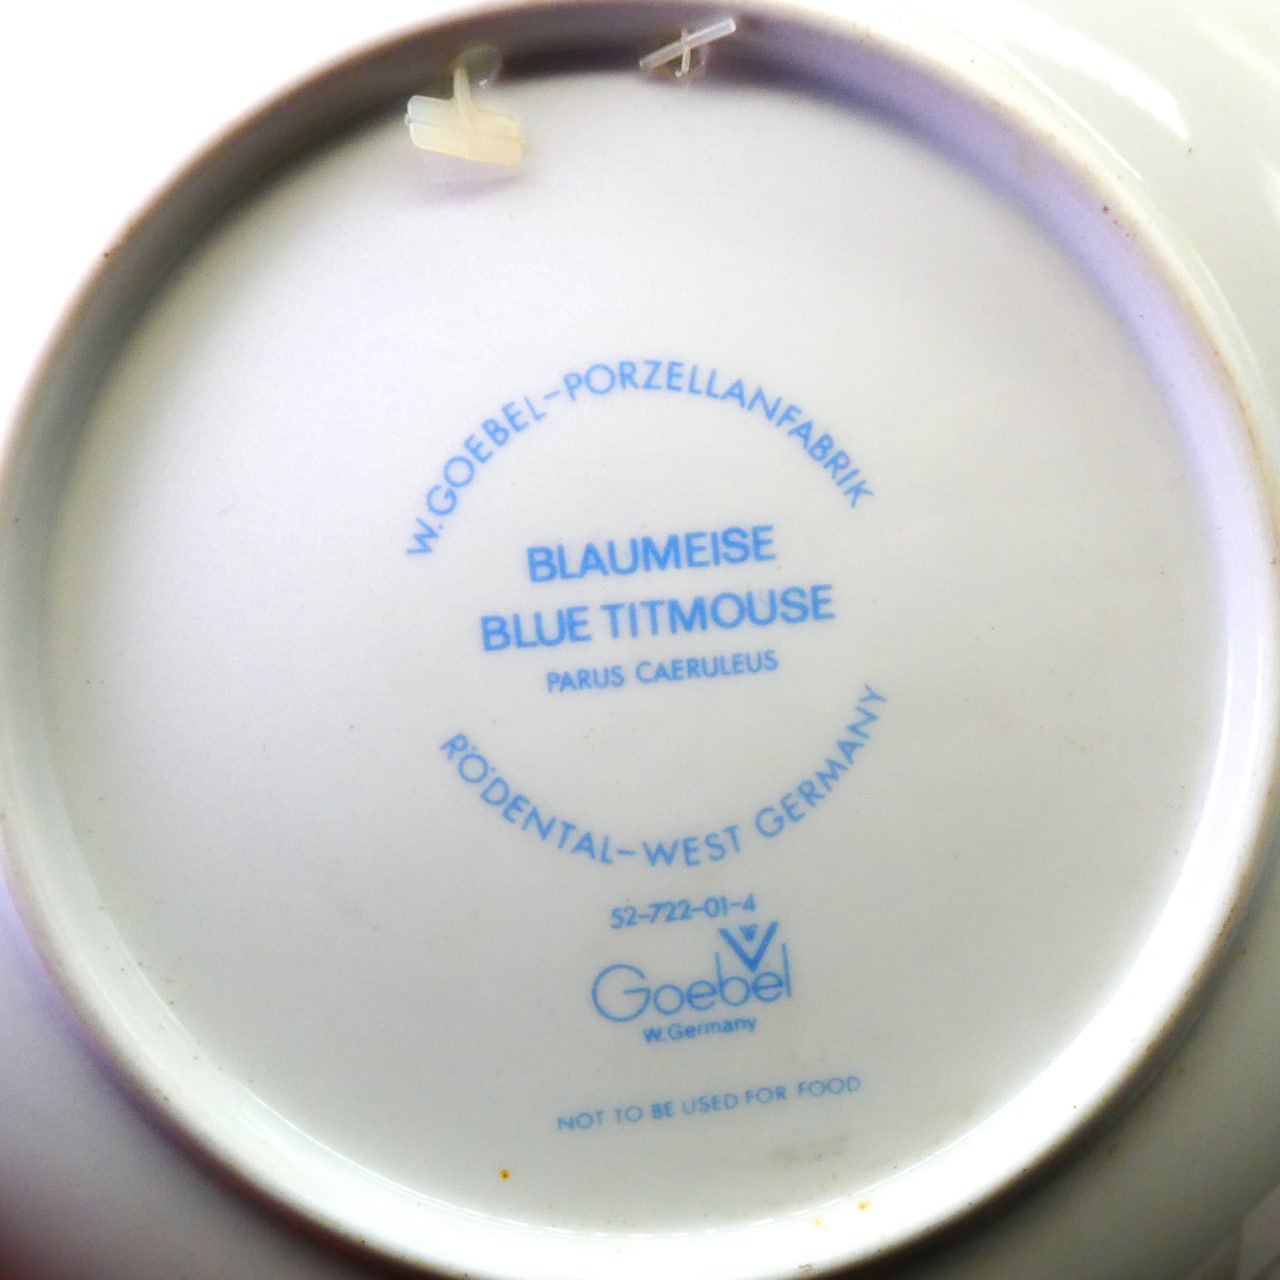 W. GOEBEL-PORZELLANFABRIK
BLAUMEISE
BLUE TITMOUSE
PARUS CAERULEUS
RÖDENTAL-WEST GERMANY
52-722-01-4
W
Goebel
W. Germany
NOT TO BE USED FOR FOOD